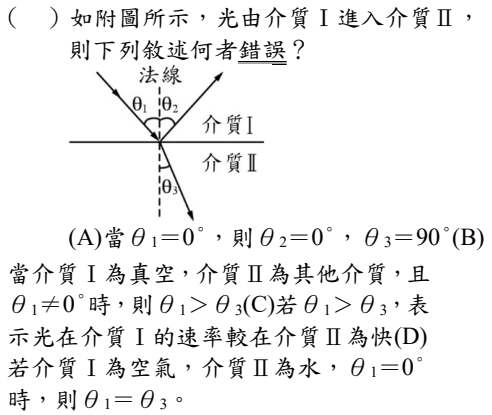 (　)如附圖所示，光由介質Ⅰ進入介質Ⅱ，
則下列敘述何者錯誤？
法線
θ1 θ2
介質Ⅰ
介質Ⅱ
θ3
(A)當θ1＝0˚，則θ2＝0˚，θ3＝90˚(B)
當介質Ⅰ為真空，介質Ⅱ為其他介質，且
θ1≠0˚時，則θ1＞θ3(C)若θ1＞θ3，表
示光在介質Ⅰ的速率較在介質Ⅱ為快(D)
若介質Ⅰ為空氣，介質Ⅱ為水，θ1＝0˚
時，則θ1＝θ3。